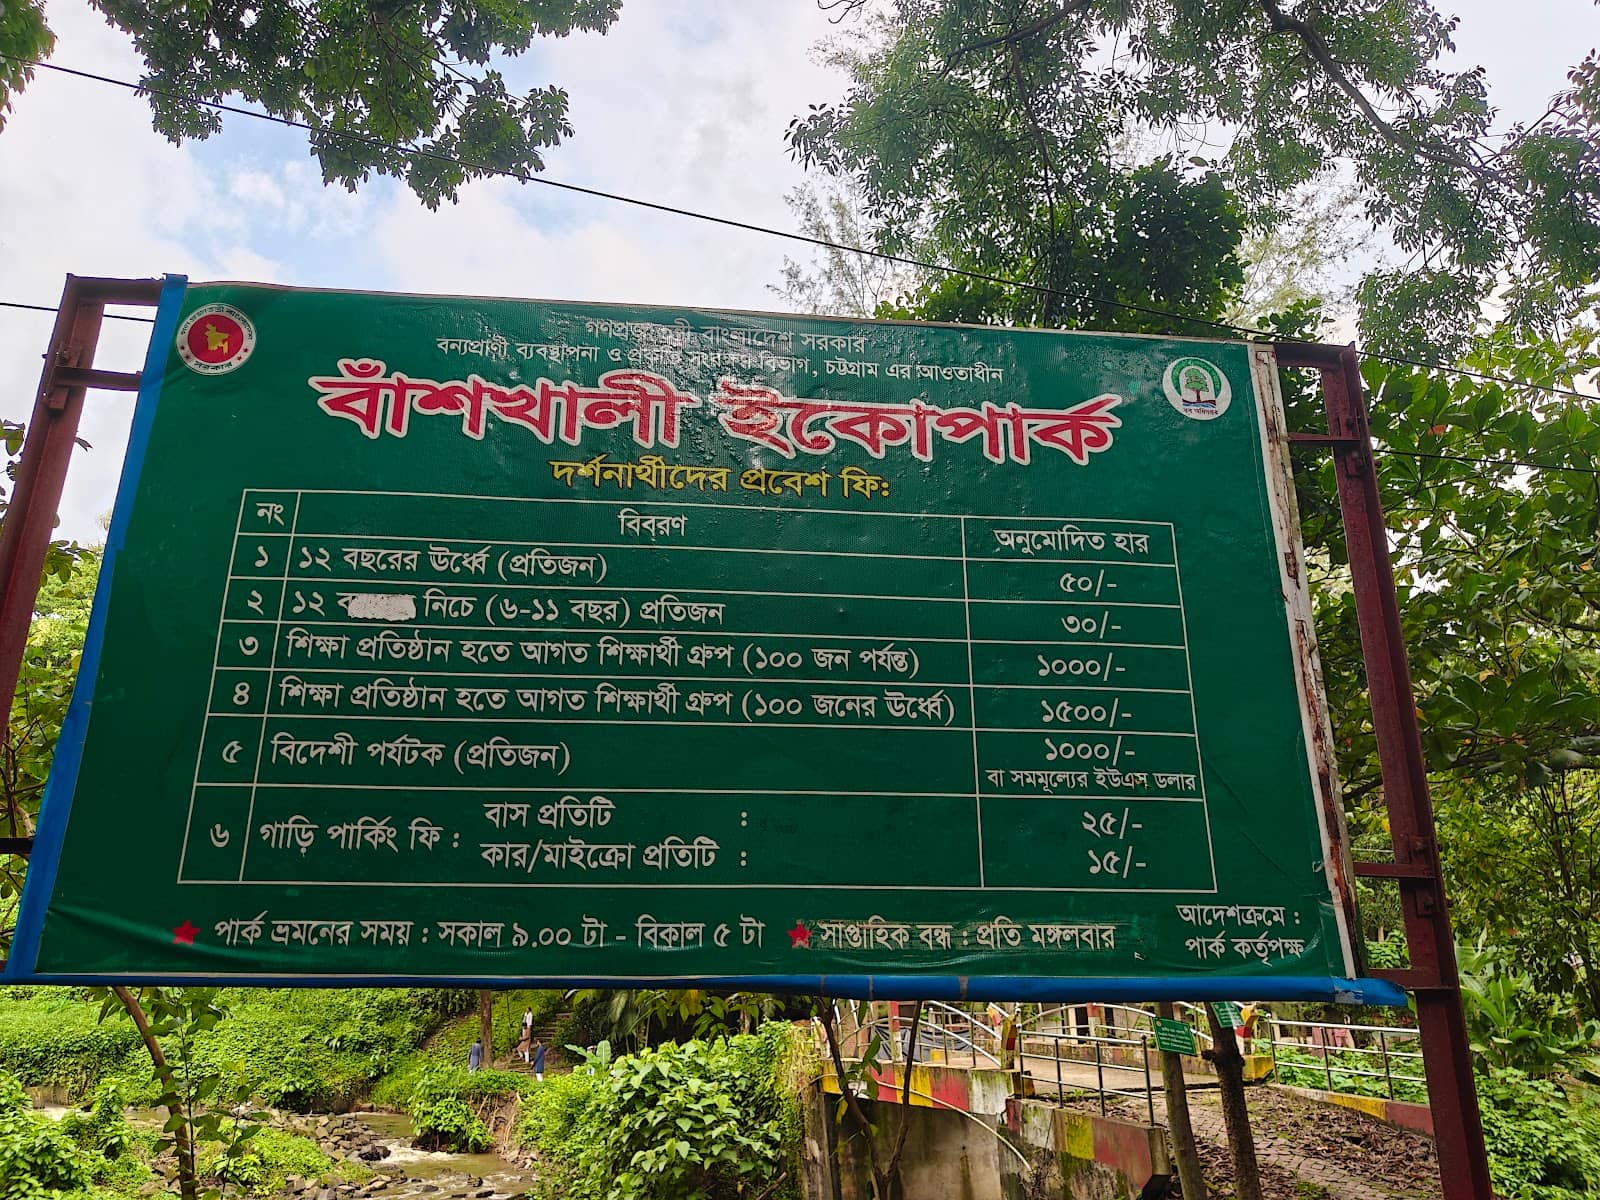 গণপ্রজাতন্ত্রী বাংলাদেশ সরকার
বন্যপ্রাণী ব্যবস্থাপনা ও প্রকৃতি সংরক্ষণ বিভাগ, চট্টগ্রাম এর আওতাধীন
বাঁশখালী ইকোপার্ক
দর্শনার্থীদের প্রবেশ ফি:
নং বিবরণ অনুমোদিত হার
১ ১২ বছরের ঊর্ধ্বে (প্রতিজন) ৫০/-
২ ১২ নিচে (৬-১১ বছর) প্রতিজন ৩০/-
৩ শিক্ষা প্রতিষ্ঠান হতে আগত শিক্ষার্থী গ্রুপ (১০০ জন পর্যন্ত) ১০০০/-
৪ শিক্ষা প্রতিষ্ঠান হতে আগত শিক্ষার্থী গ্রুপ (১০০ জনের ঊর্ধ্বে) ১৫০০/-
৫ বিদেশী পর্যটক (প্রতিজন) ১০০০/-
বা সমমূল্যের ইউএস ডলার
৬ গাড়ি পার্কিং ফি : বাস প্রতিটি : ২৫/-
কার/মাইক্রো প্রতিটি : ১৫/-
পার্ক ভ্রমনের সময় : সকাল ৯.০০ টা - বিকাল ৫ টা সাপ্তাহিক বন্ধ : প্রতি মঙ্গলবার
আদেশক্রমে :
পার্ক কর্তৃপক্ষ